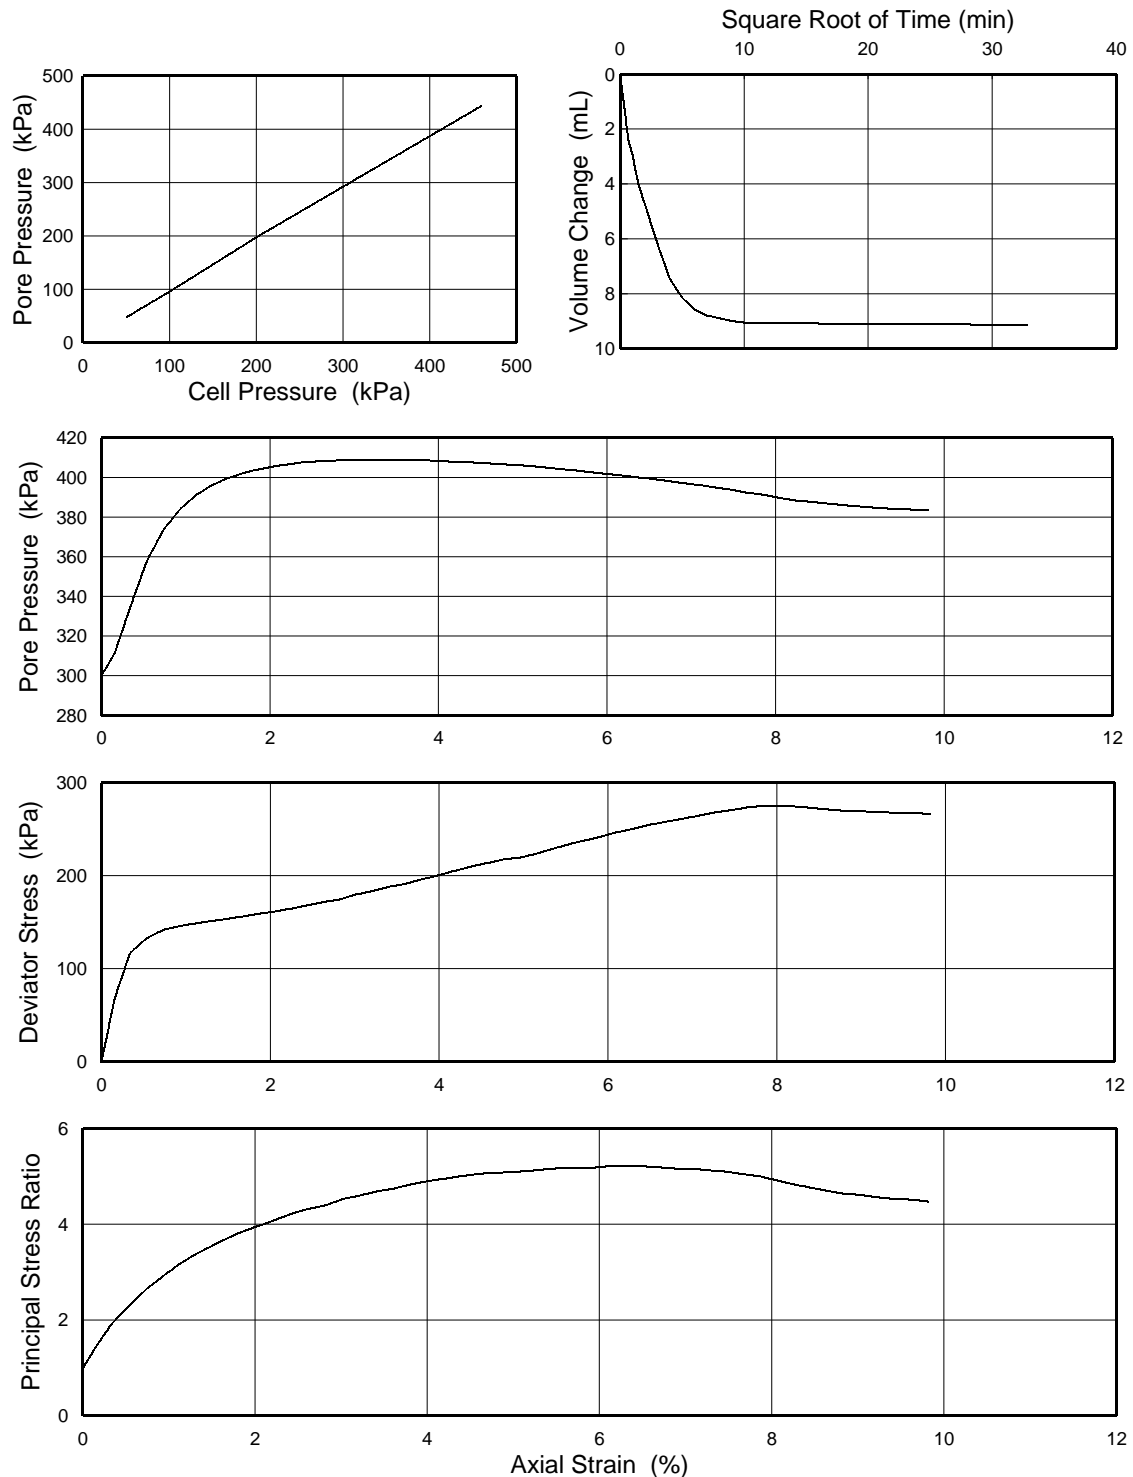 Square Root of Time (min)
0 10 20 30 40
Pore Pressure (kPa)
500
400
300
200
100
0
0 100 200 300 400 500
Cell Pressure (kPa)
Volume Change (mL)
0
2
4
6
8
10
Pore Pressure (kPa)
420
400
380
360
340
320
300
280
0 2 4 6 8 10 12
Deviator Stress (kPa)
300
200
100
0
0 2 4 6 8 10 12
Principal Stress Ratio
6
4
2
0
0 2 4 6 8 10 12
Axial Strain (%)